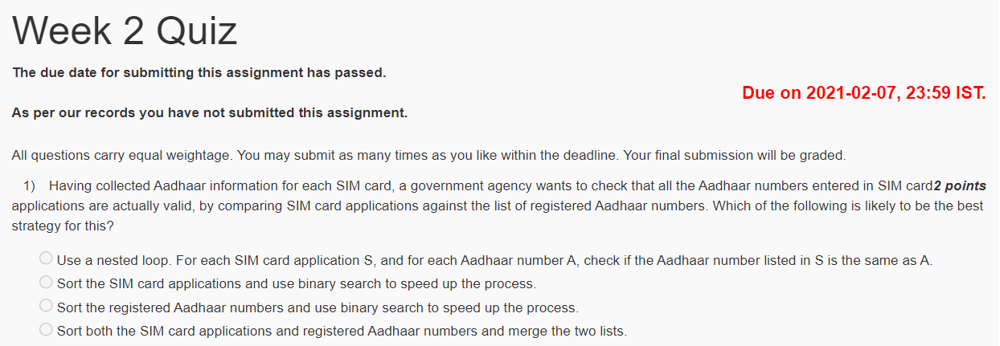 Week 2 Quiz
The due date for submitting this assignment has passed.
Due on 2021-02-07, 23:59 IST.
As per our records you have not submitted this assignment.
All questions carry equal weightage. You may submit as many times as you like within the deadline. Your final submission will be graded.
1) Having collected Aadhaar information for each SIM card, a government agency wants to check that all the Aadhaar numbers entered in SIM card 2 points
applications are actually valid, by comparing SIM card applications against the list of registered Aadhaar numbers. Which of the following is likely to be the best
strategy for this?
Use a nested loop. For each SIM card application S, and for each Aadhaar number A, check if the Aadhaar number listed in S is the same as A.
Sort the SIM card applications and use binary search to speed up the process.
Sort the registered Aadhaar numbers and use binary search to speed up the process.
Sort both the SIM card applications and registered Aadhaar numbers and merge the two lists.